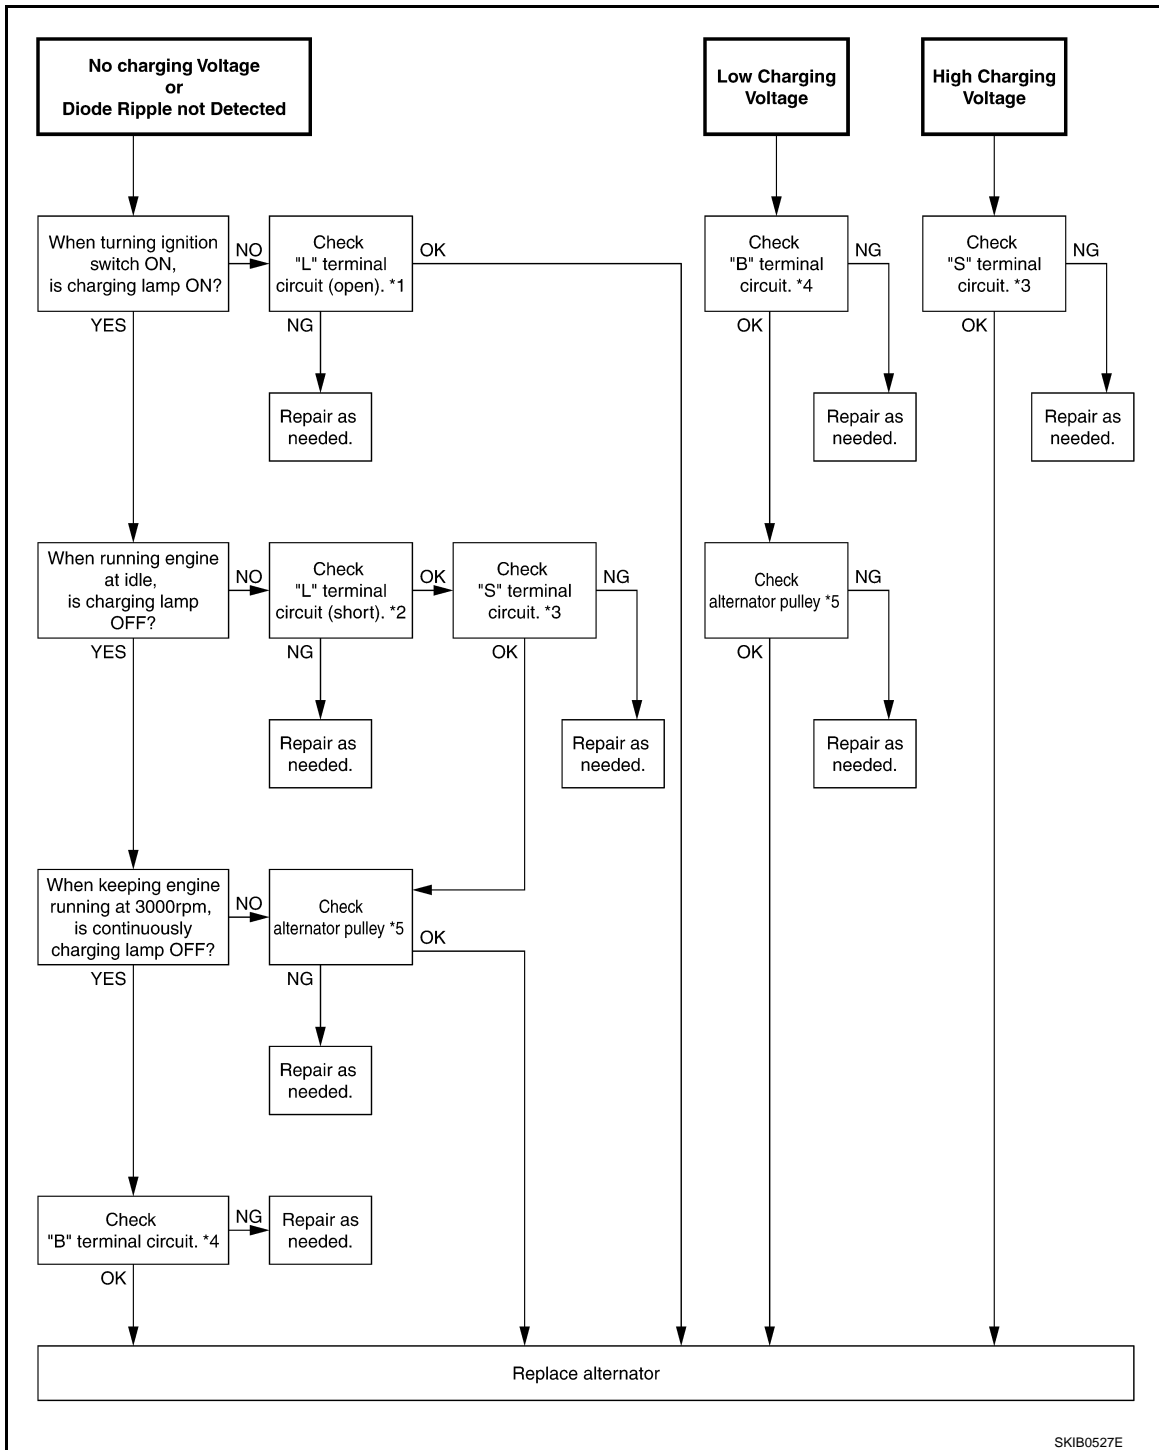 No charging Voltage
or
Diode Ripple not Detected
Low Charging
Voltage
High Charging
Voltage
When turning ignition
switch ON,
is charging lamp ON?
NO
YES
Check
"L" terminal
circuit (open). *1
OK
NG
Repair as
needed.
Check
"B" terminal
circuit. *4
NG
OK
Repair as
needed.
Check
"S" terminal
circuit. *3
NG
OK
Repair as
needed.
When running engine
at idle,
is charging lamp
OFF?
NO
YES
Check
"L" terminal
circuit (short). *2
OK
NG
Repair as
needed.
Check
"S" terminal
circuit. *3
NG
OK
Repair as
needed.
Check
alternator pulley *5
NG
OK
Repair as
needed.
When keeping engine
running at 3000rpm,
is continuously
charging lamp OFF?
NO
YES
Check
alternator pulley *5
OK
NG
Repair as
needed.
Check
"B" terminal circuit. *4
NG
OK
Repair as
needed.
Replace alternator
SKIB0527E